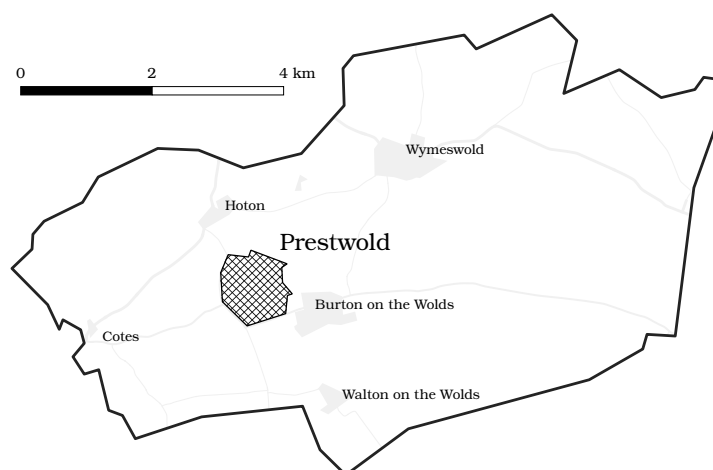 0 2 4 km
Wymeswold
Hoton
Prestwold
Burton on the Wolds
Cotes
Walton on the Wolds